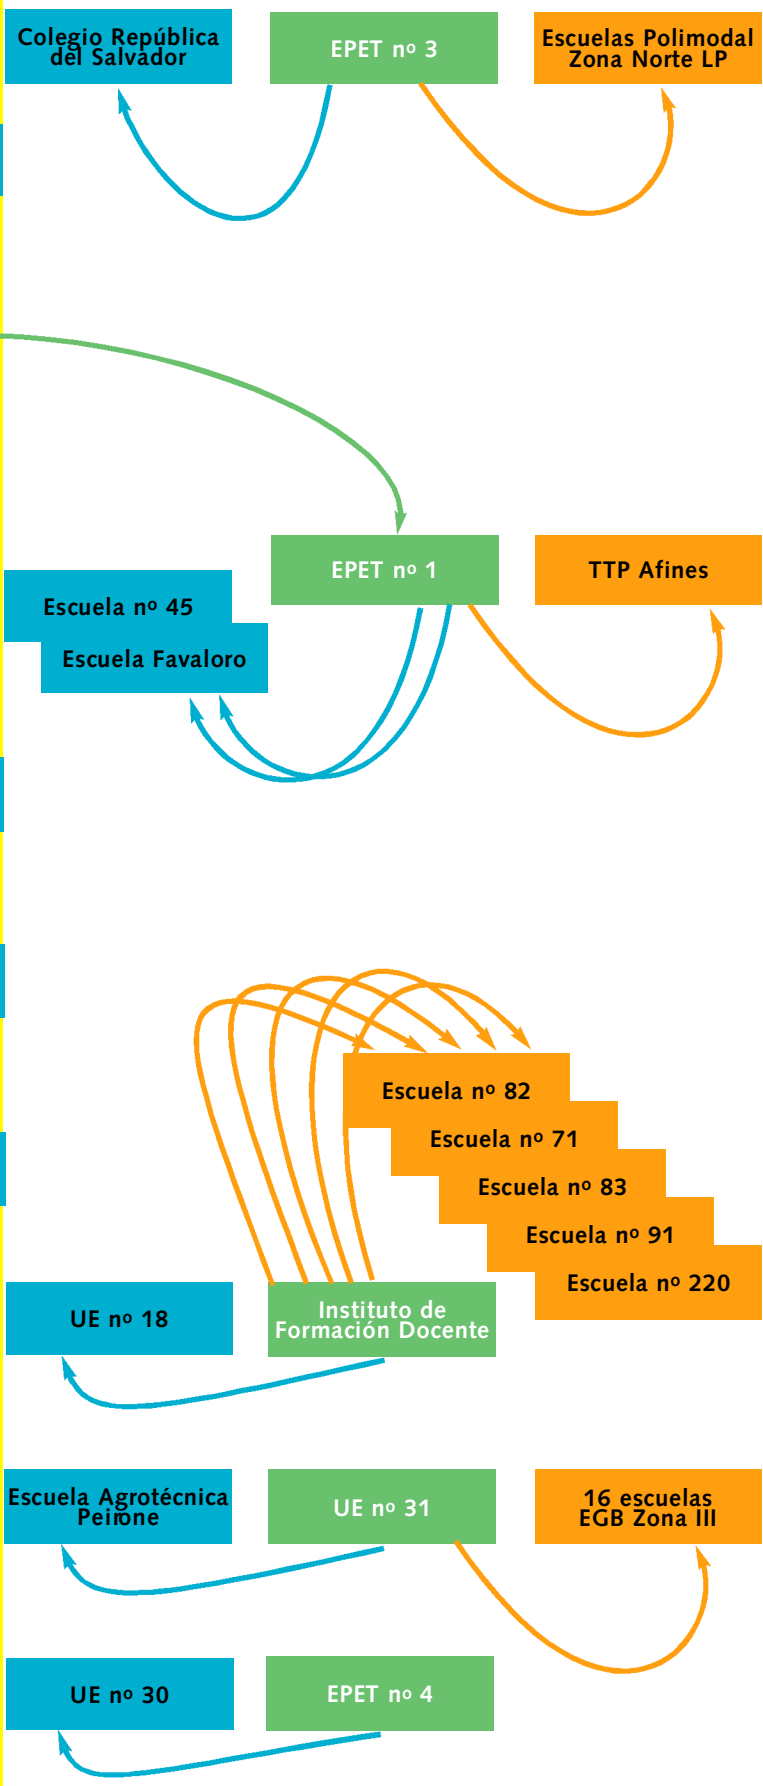 Colegio República
del Salvador
EPET nº 3
Escuelas Polimodal
Zona Norte LP
EPET nº 1
TTP Afines
Escuela nº 45
Escuela Favaloro
Escuela nº 82
Escuela nº 71
Escuela nº 83
Escuela nº 91
Escuela nº 220
UE nº 18
Instituto de
Formación Docente
Escuela Agrotécnica
Peirone
UE nº 31
16 escuelas
EGB Zona III
UE nº 30
EPET nº 4